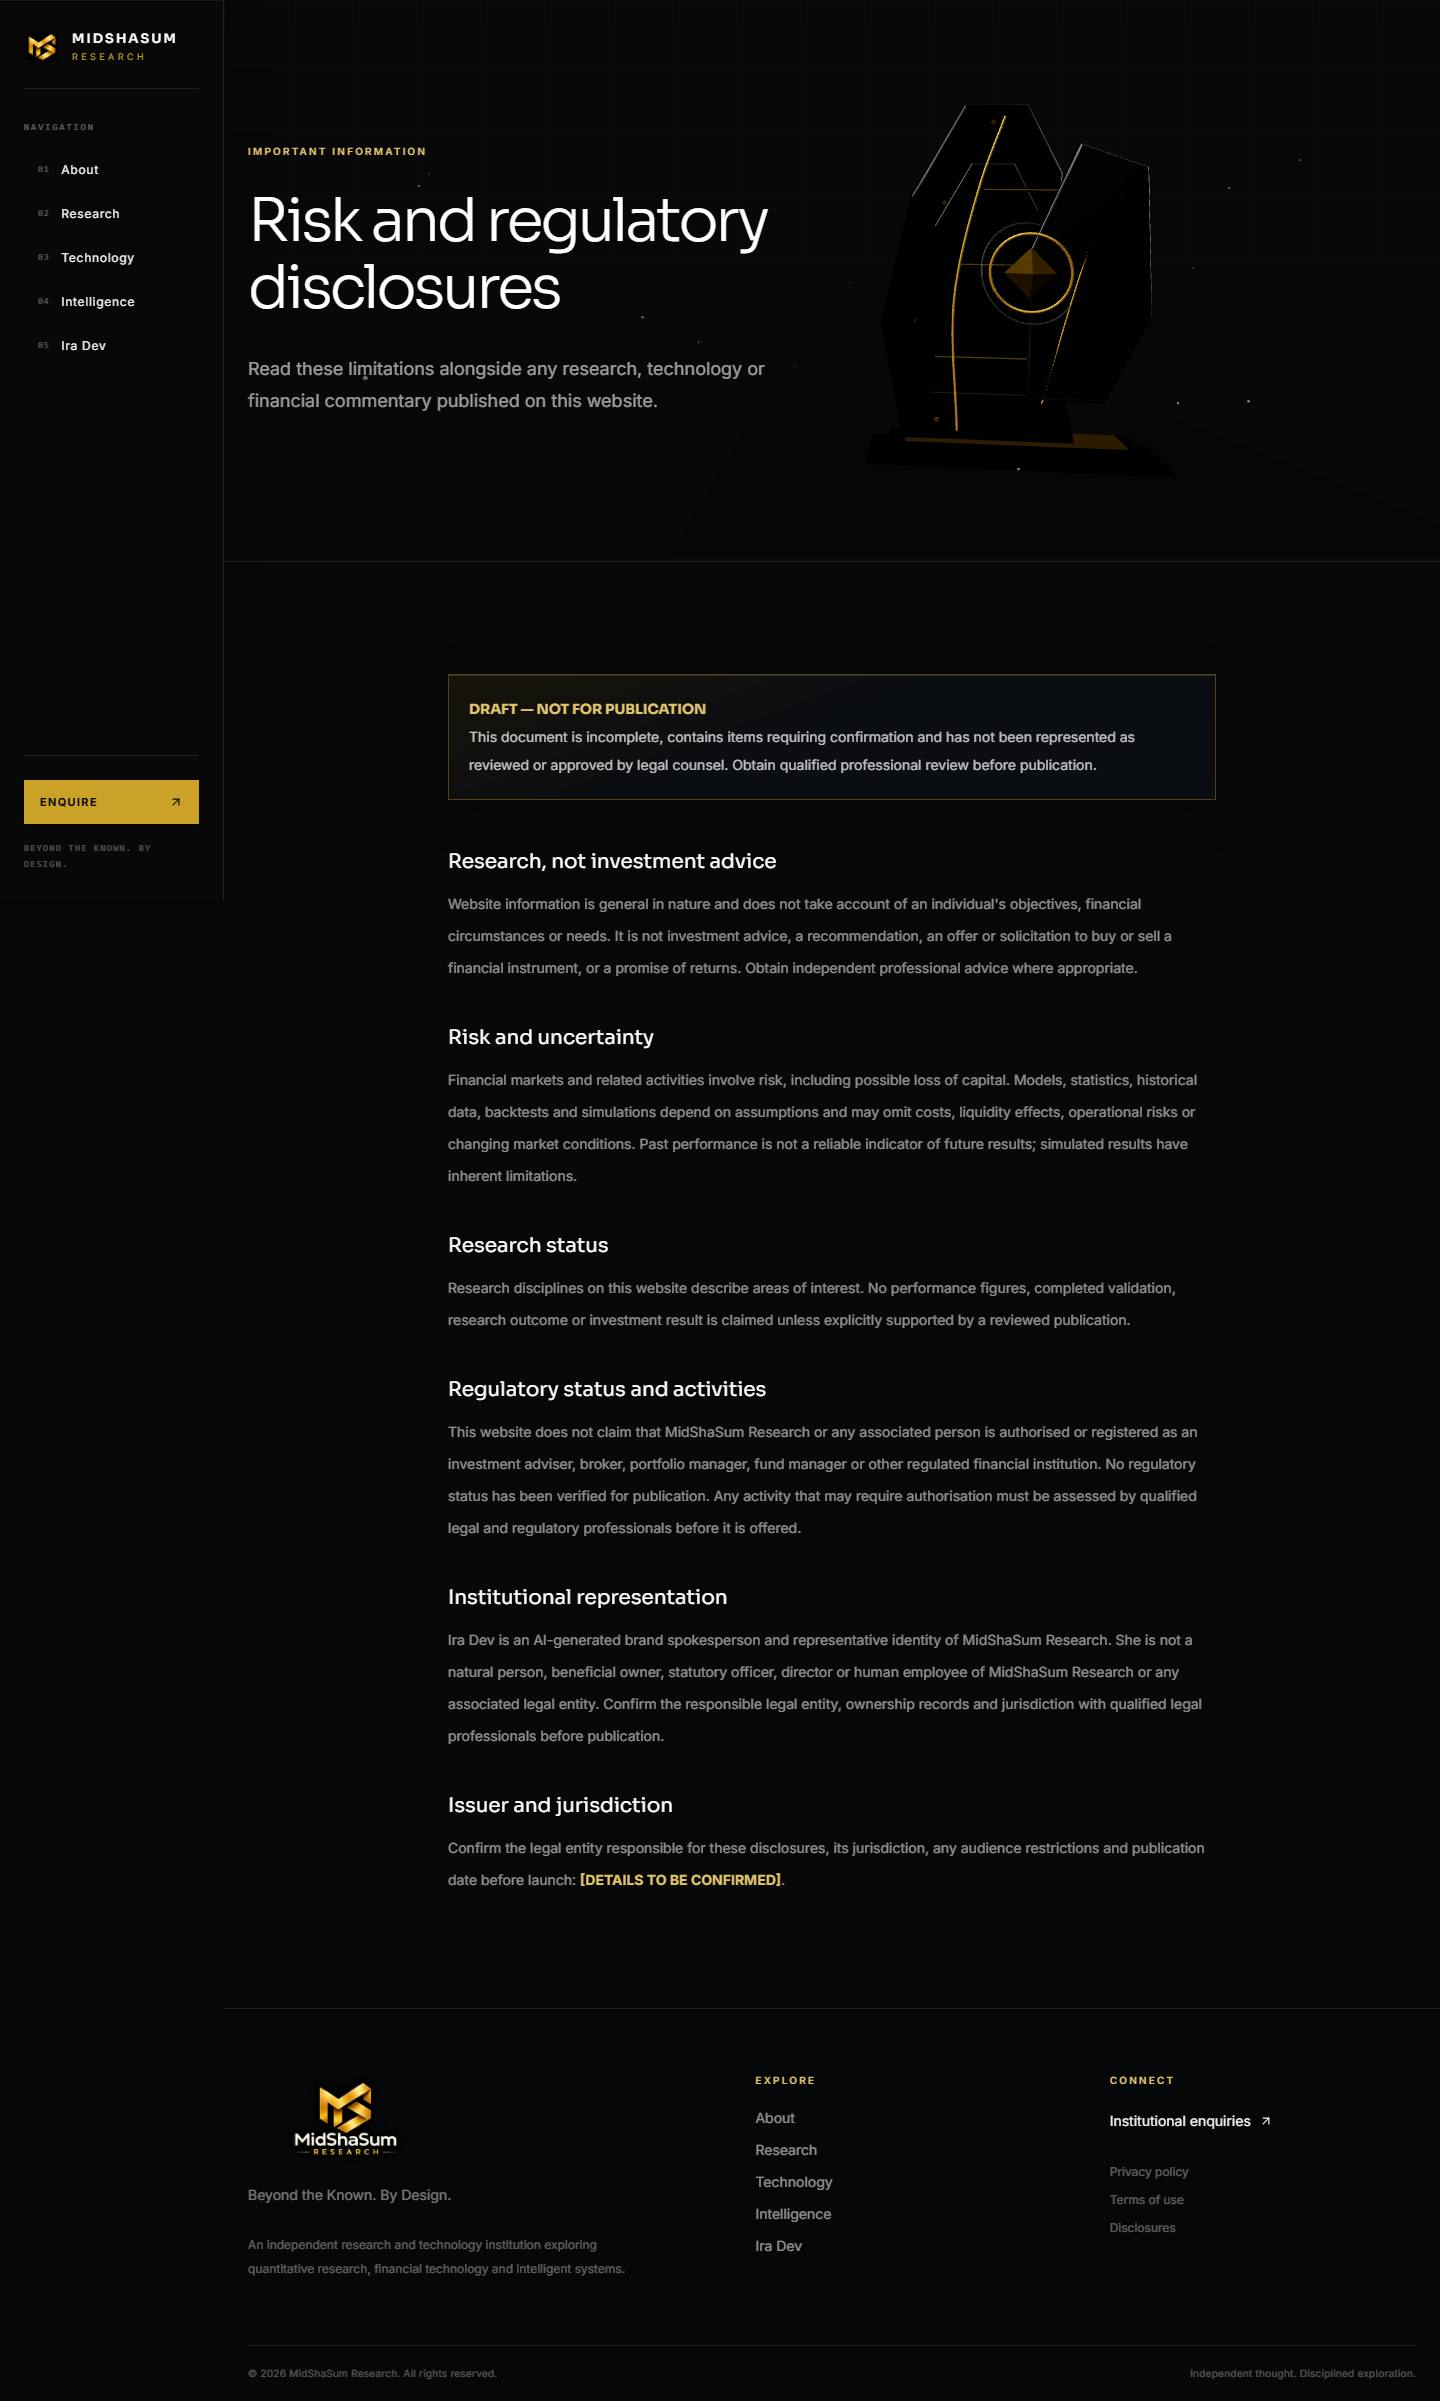 MIDSHASUM
RESEARCH
NAVIGATION
01 About
02 Research
03 Technology
04 Intelligence
05 Ira Dev
ENQUIRE
BEYOND THE KNOWN. BY
DESIGN.
IMPORTANT INFORMATION
Risk and regulatory
disclosures
Read these limitations alongside any research, technology or
financial commentary published on this website.
DRAFT — NOT FOR PUBLICATION
This document is incomplete, contains items requiring confirmation and has not been represented as
reviewed or approved by legal counsel. Obtain qualified professional review before publication.
Research, not investment advice
Website information is general in nature and does not take account of an individual's objectives, financial
circumstances or needs. It is not investment advice, a recommendation, an offer or solicitation to buy or sell a
financial instrument, or a promise of returns. Obtain independent professional advice where appropriate.
Risk and uncertainty
Financial markets and related activities involve risk, including possible loss of capital. Models, statistics, historical
data, backtests and simulations depend on assumptions and may omit costs, liquidity effects, operational risks or
changing market conditions. Past performance is not a reliable indicator of future results; simulated results have
inherent limitations.
Research status
Research disciplines on this website describe areas of interest. No performance figures, completed validation,
research outcome or investment result is claimed unless explicitly supported by a reviewed publication.
Regulatory status and activities
This website does not claim that MidShaSum Research or any associated person is authorised or registered as an
investment adviser, broker, portfolio manager, fund manager or other regulated financial institution. No regulatory
status has been verified for publication. Any activity that may require authorisation must be assessed by qualified
legal and regulatory professionals before it is offered.
Institutional representation
Ira Dev is an AI-generated brand spokesperson and representative identity of MidShaSum Research. She is not a
natural person, beneficial owner, statutory officer, director or human employee of MidShaSum Research or any
associated legal entity. Confirm the responsible legal entity, ownership records and jurisdiction with qualified legal
professionals before publication.
Issuer and jurisdiction
Confirm the legal entity responsible for these disclosures, its jurisdiction, any audience restrictions and publication
date before launch: [DETAILS TO BE CONFIRMED].
MidShaSum
RESEARCH
Beyond the Known. By Design.
An independent research and technology institution exploring
quantitative research, financial technology and intelligent systems.
EXPLORE
About
Research
Technology
Intelligence
Ira Dev
CONNECT
Institutional enquiries
Privacy policy
Terms of use
Disclosures
© 2026 MidShaSum Research. All rights reserved.
Independent thought. Disciplined exploration.